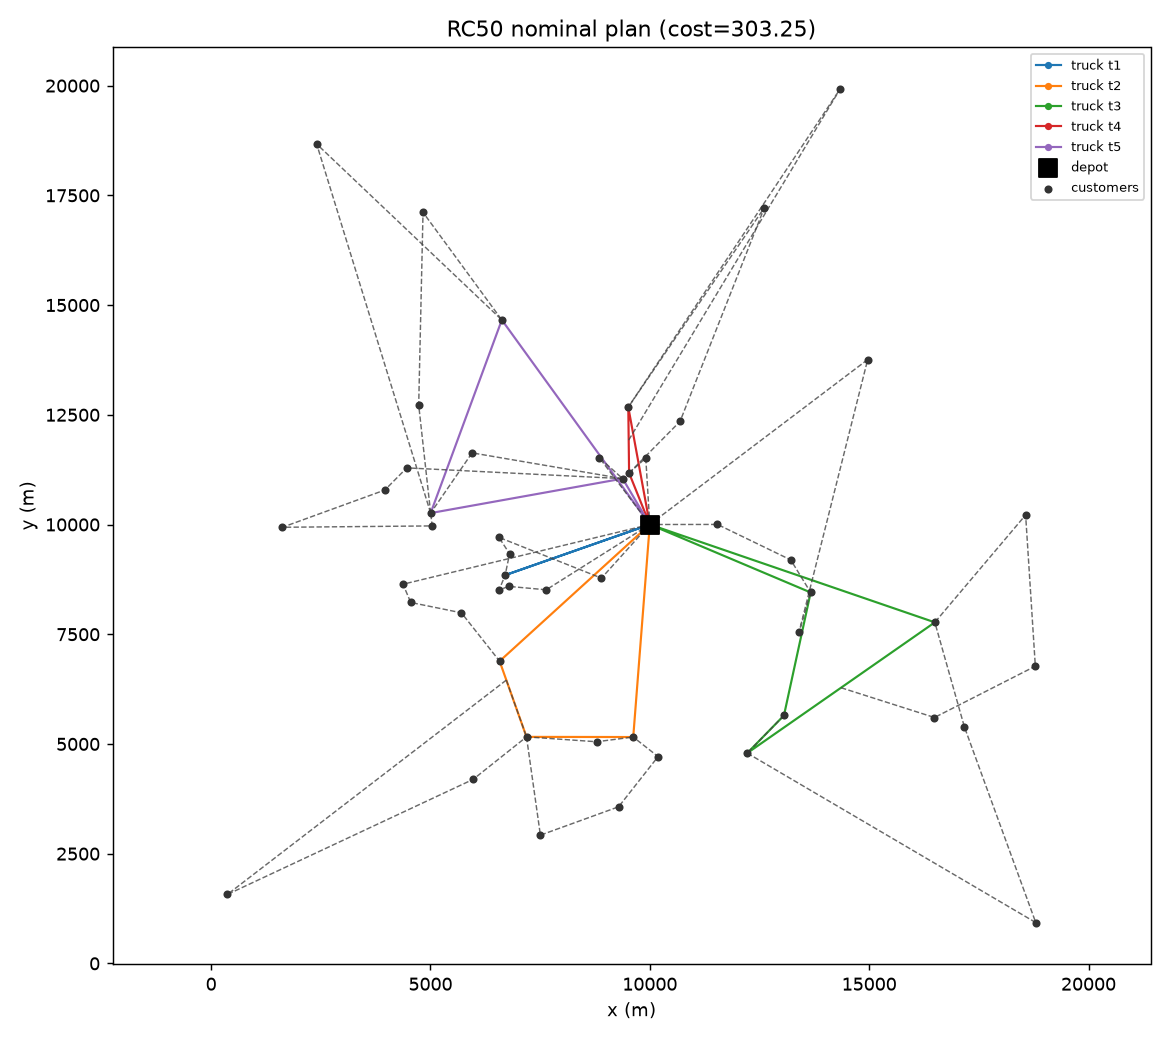 RC50 nominal plan (cost=303.25)
truck t1
truck t2
truck t3
truck t4
truck t5
depot
customers
20000
17500
15000
12500
10000
7500
5000
2500
0
y (m)
0 5000 10000 15000 20000
x (m)